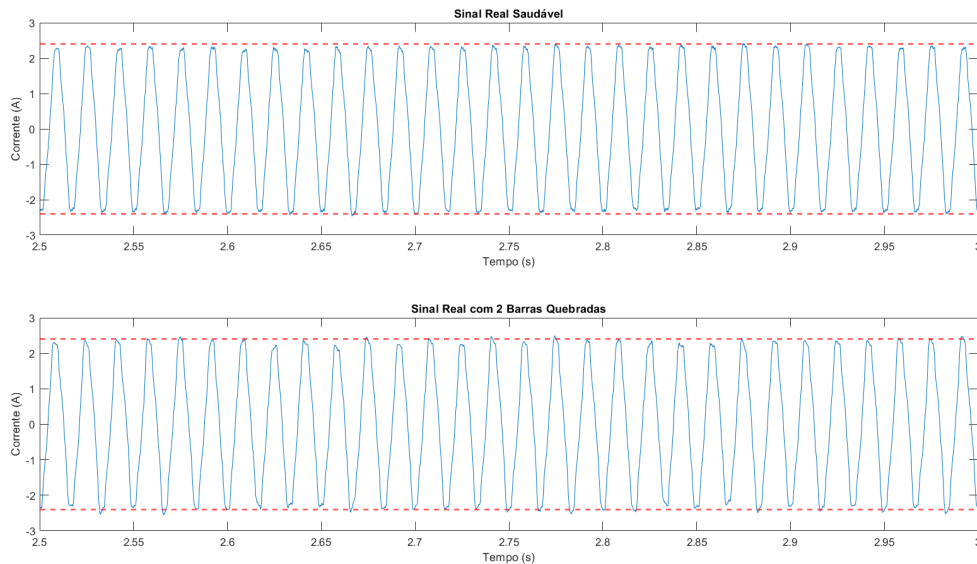 Sinal Real Saudável
3
2
1
0
-1
-2
-3
Corrente (A)
2.5 2.55 2.6 2.65 2.7 2.75 2.8 2.85 2.9 2.95 3
Tempo (s)
Sinal Real com 2 Barras Quebradas
3
2
1
0
-1
-2
-3
Corrente (A)
2.5 2.55 2.6 2.65 2.7 2.75 2.8 2.85 2.9 2.95 3
Tempo (s)